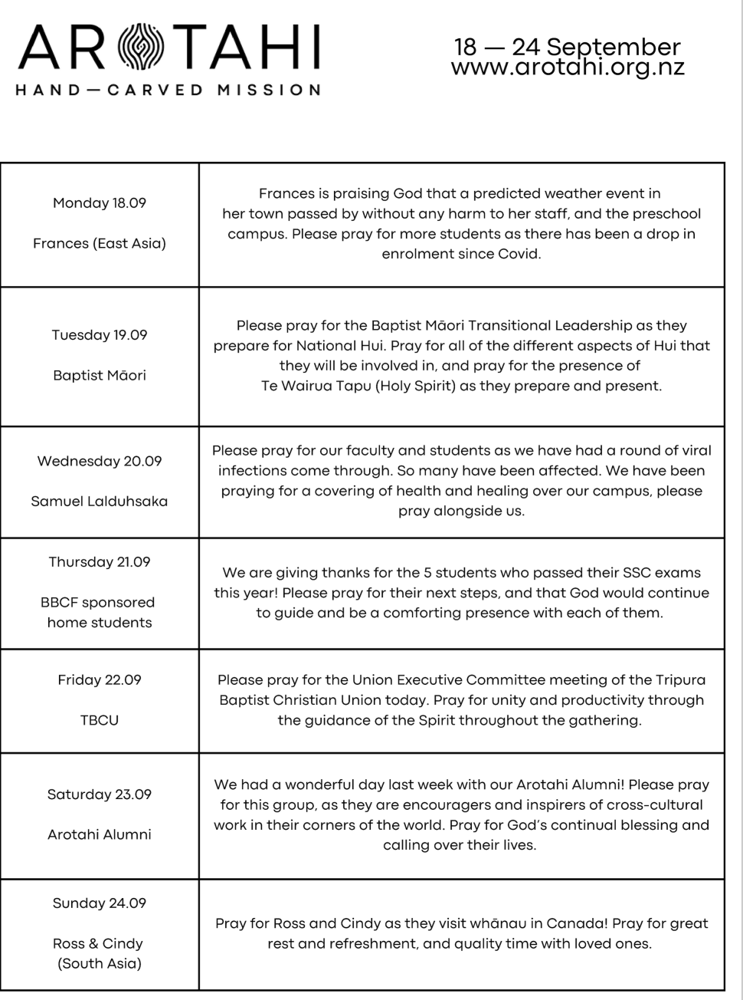 AROTAHI
HAND—CARVED MISSION
18 — 24 September
www.arotahi.org.nz
Monday 18.09
Frances (East Asia)
Frances is praising God that a predicted weather event in
her town passed by without any harm to her staff, and the preschool
campus. Please pray for more students as there has been a drop in
enrolment since Covid.
Tuesday 19.09
Baptist Māori
Please pray for the Baptist Māori Transitional Leadership as they
prepare for National Hui. Pray for all of the different aspects of Hui that
they will be involved in, and pray for the presence of
Te Wairua Tapu (Holy Spirit) as they prepare and present.
Wednesday 20.09
Samuel Lalduhsaka
Please pray for our faculty and students as we have had a round of viral
infections come through. So many have been affected. We have been
praying for a covering of health and healing over our campus, please
pray alongside us.
Thursday 21.09
BBCF sponsored
home students
We are giving thanks for the 5 students who passed their SSC exams
this year! Please pray for their next steps, and that God would continue
to guide and be a comforting presence with each of them.
Friday 22.09
TBCU
Please pray for the Union Executive Committee meeting of the Tripura
Baptist Christian Union today. Pray for unity and productivity through
the guidance of the Spirit throughout the gathering.
Saturday 23.09
Arotahi Alumni
We had a wonderful day last week with our Arotahi Alumni! Please pray
for this group, as they are encouragers and inspirers of cross-cultural
work in their corners of the world. Pray for God's continual blessing and
calling over their lives.
Sunday 24.09
Ross & Cindy
(South Asia)
Pray for Ross and Cindy as they visit whānau in Canada! Pray for great
rest and refreshment, and quality time with loved ones.